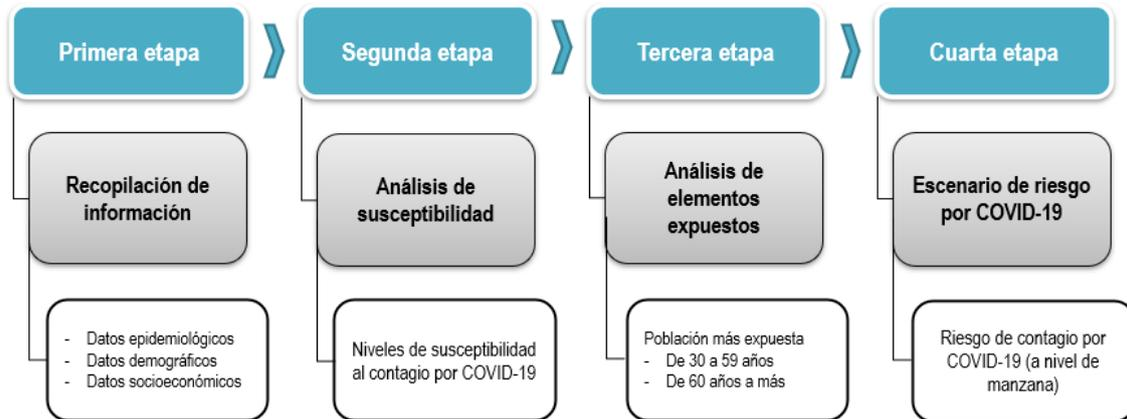 Primera etapa
Segunda etapa
Tercera etapa
Cuarta etapa
Recopilación de
información
Análisis de
susceptibilidad
Análisis de
elementos
expuestos
Escenario de riesgo
por COVID-19
- Datos epidemiológicos
- Datos demográficos
- Datos socioeconómicos
Niveles de susceptibilidad
al contagio por COVID-19
Población más expuesta
- De 30 a 59 años
- De 60 años a más
Riesgo de contagio por
COVID-19 (a nivel de
manzana)